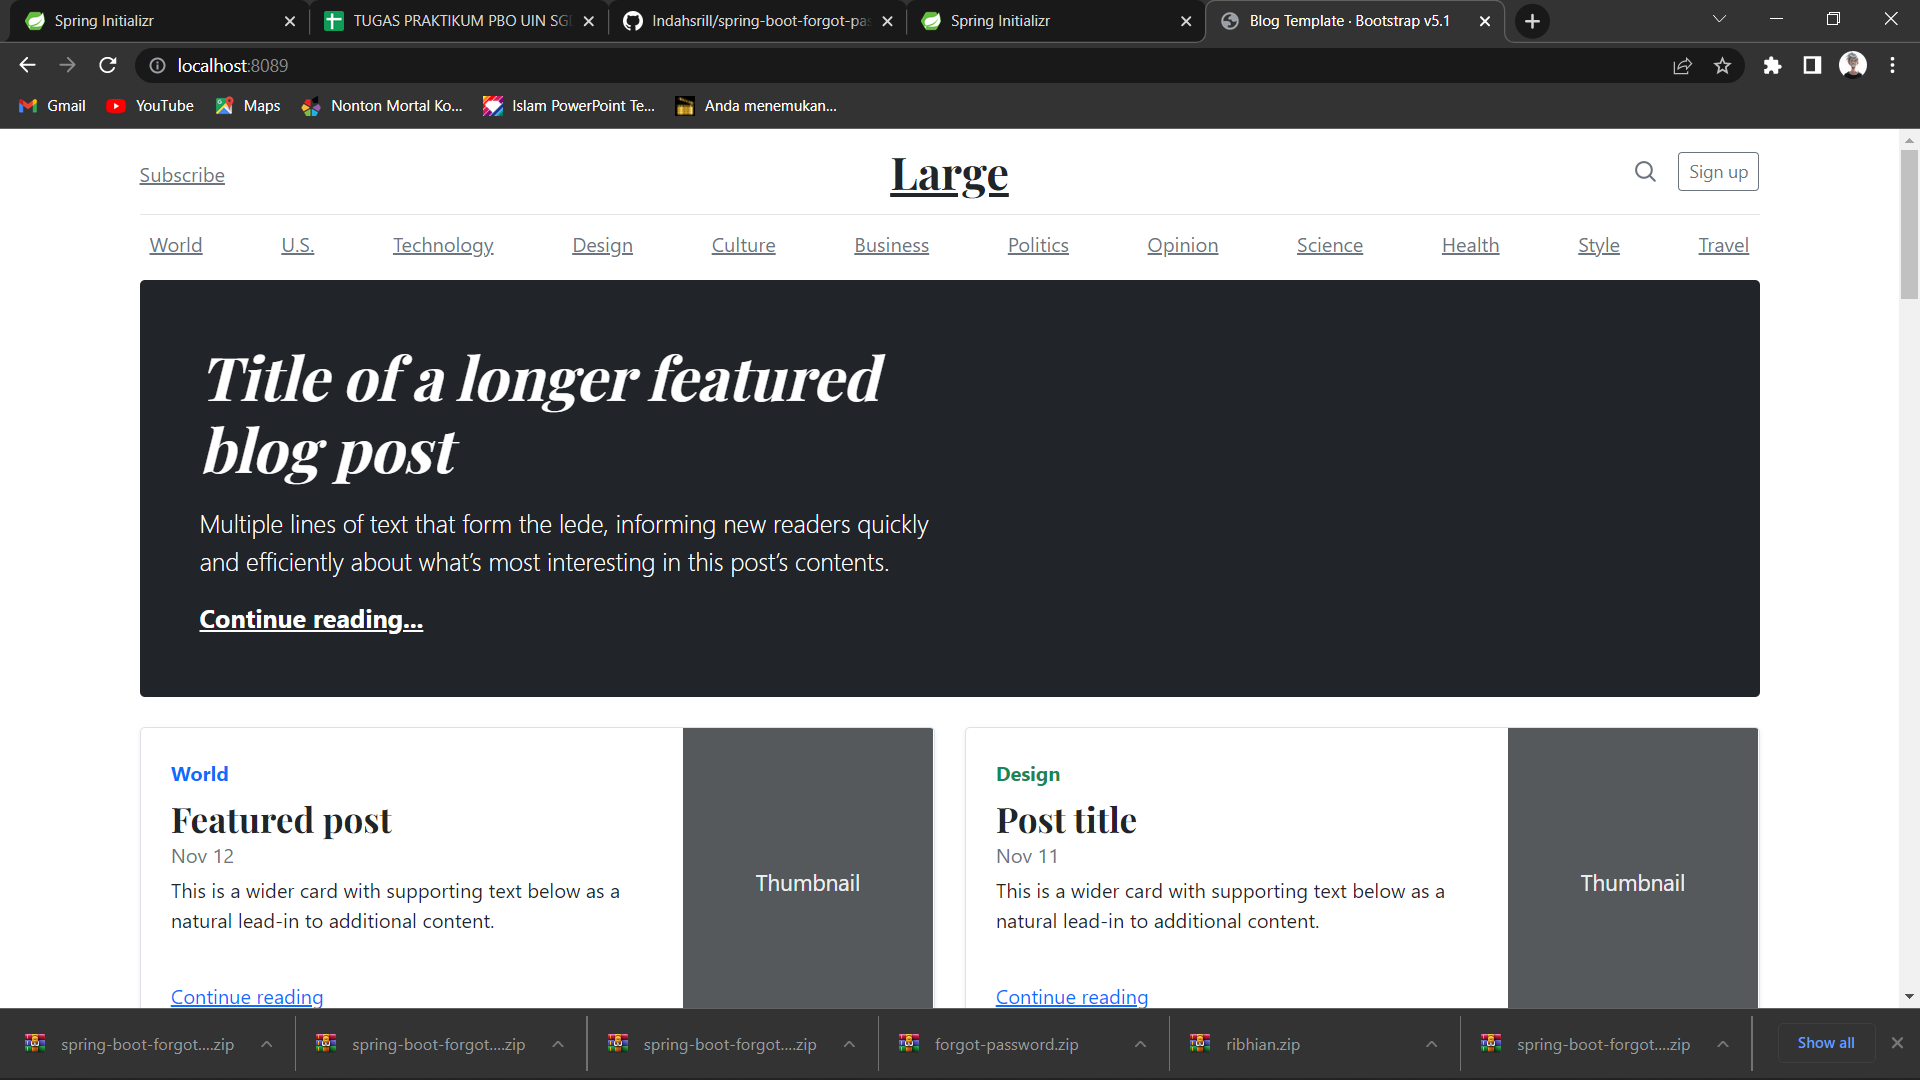 Spring Initializr
TUGAS PRAKTIKUM PBO UIN SG
Indahsrill/spring-boot-forgot-pas
Spring Initializr
Blog Template · Bootstrap v5.1
localhost:8089
Gmail
YouTube
Maps
Nonton Mortal Ko...
Islam PowerPoint Te...
Anda menemukan...
Subscribe
Large
Sign up
World
U.S.
Technology
Design
Culture
Business
Politics
Opinion
Science
Health
Style
Travel
Title of a longer featured
blog post
Multiple lines of text that form the lede, informing new readers quickly
and efficiently about what’s most interesting in this post’s contents.
Continue reading...
World
Featured post
Nov 12
This is a wider card with supporting text below as a
natural lead-in to additional content.
Continue reading
Thumbnail
Design
Post title
Nov 11
This is a wider card with supporting text below as a
natural lead-in to additional content.
Continue reading
Thumbnail
spring-boot-forgot....zip
spring-boot-forgot....zip
spring-boot-forgot....zip
forgot-password.zip
ribhian.zip
spring-boot-forgot....zip
Show all